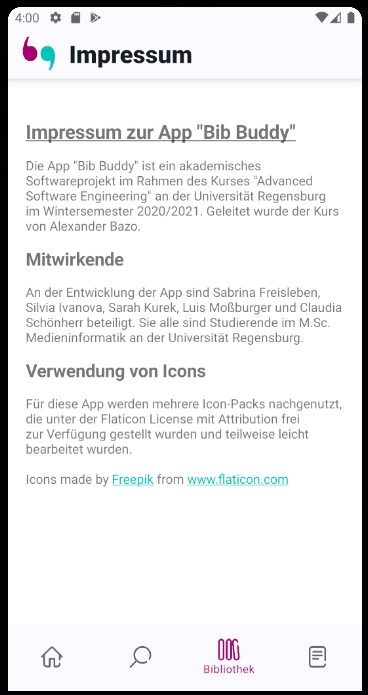 4:00
Impressum
Impressum zur App "Bib Buddy"
Die App "Bib Buddy" ist ein akademisches
Softwareprojekt im Rahmen des Kurses "Advanced
Software Engineering" an der Universität Regensburg
im Wintersemester 2020/2021. Geleitet wurde der Kurs
von Alexander Bazo.
Mitwirkende
An der Entwicklung der App sind Sabrina Freisleben,
Silvia Ivanova, Sarah Kurek, Luis Moßburger und Claudia
Schönherr beteiligt. Sie alle sind Studierende im M.Sc.
Medieninformatik an der Universität Regensburg.
Verwendung von Icons
Für diese App werden mehrere Icon-Packs nachgenutzt,
die unter der Flaticon License mit Attribution frei
zur Verfügung gestellt wurden und teilweise leicht
bearbeitet wurden.
Icons made by Freepik from www.flaticon.com
Bibliothek